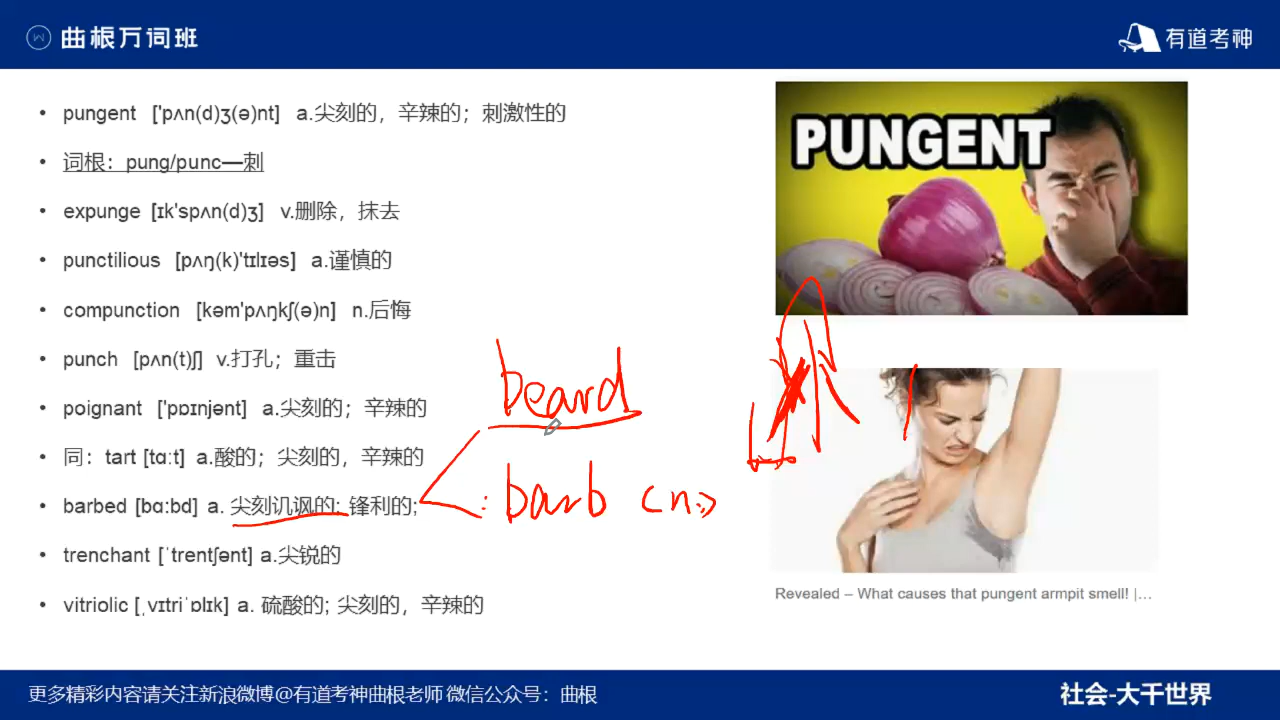 曲根万词班
有道考神
pungent ['pʌn(d)ʒ(ə)nt] a.尖刻的，辛辣的；刺激性的
词根：pung/punc—刺
expunge [ɪk'spʌn(d)ʒ] v.删除，抹去
punctilious [pʌŋ(k)'tɪlɪəs] a.谨慎的
compunction [kəm'pʌŋkʃ(ə)n] n.后悔
punch [pʌn(t)ʃ] v.打孔；重击
poignant ['pɒɪnjənt] a.尖刻的；辛辣的
同：tart [tɑːt] a.酸的；尖刻的，辛辣的
barbed [bɑːbd] a. 尖刻讥讽的; 锋利的;
trenchant [ˈtrentʃənt] a.尖锐的
vitriolic [ˌvɪtriˈɒlɪk] a. 硫酸的; 尖刻的，辛辣的
beard
: barb (n.)
PUNGENT
Revealed – What causes that pungent armpit smell! |…
更多精彩内容请关注新浪微博@有道考神曲根老师 微信公众号：曲根
社会-大千世界